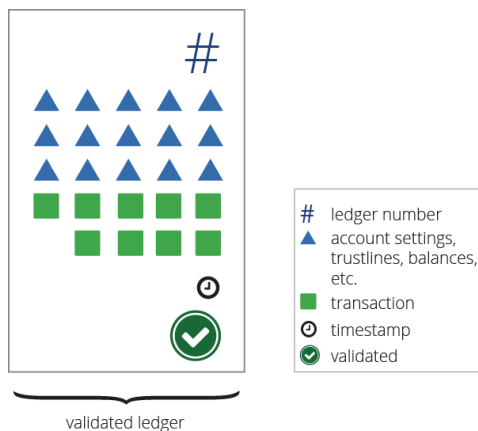 #
# ledger number
account settings,
trustlines, balances,
etc.
transaction
timestamp
validated
validated ledger